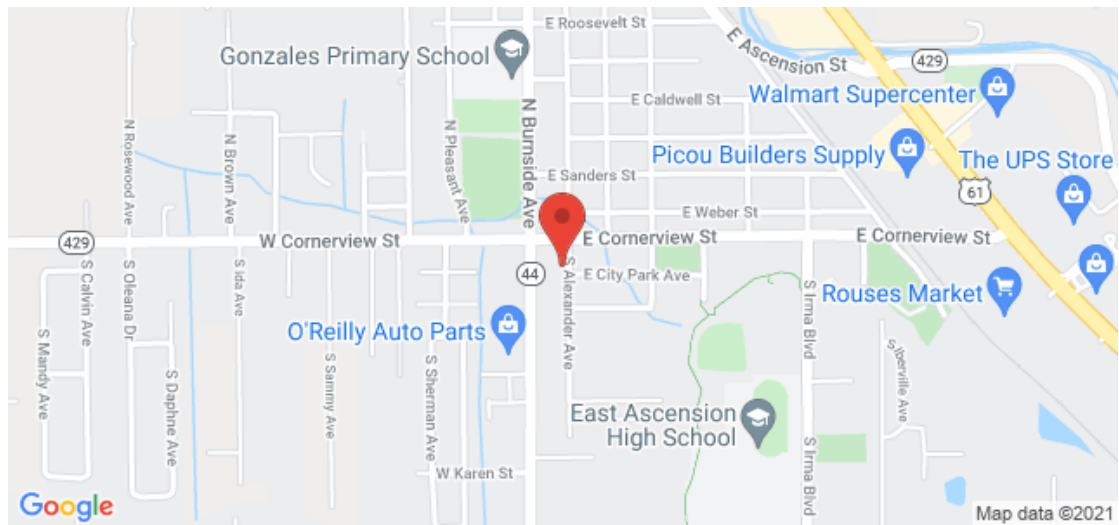 E Roosevelt St
Gonzales Primary School
E Ascension St
429
Walmart Supercenter
E Caldwell St
N Rosewood Ave
N Brown Ave
N Pleasant Ave
N Burnside Ave
Picou Builders Supply
The UPS Store
E Sanders St
61
E Weber St
429
W Cornerview St
E Cornerview St
E Cornerview St
44
S Alexander Ave
E City Park Ave
S Calvin Ave
S Oleana Dr
S Ida Ave
S Irma Blvd
Rouses Market
O'Reilly Auto Parts
S Mandy Ave
S Daphne Ave
S Sammy Ave
S Sherman Ave
S Iberville Ave
East Ascension
High School
S Irma Blvd
W Karen St
Google
Map data ©2021